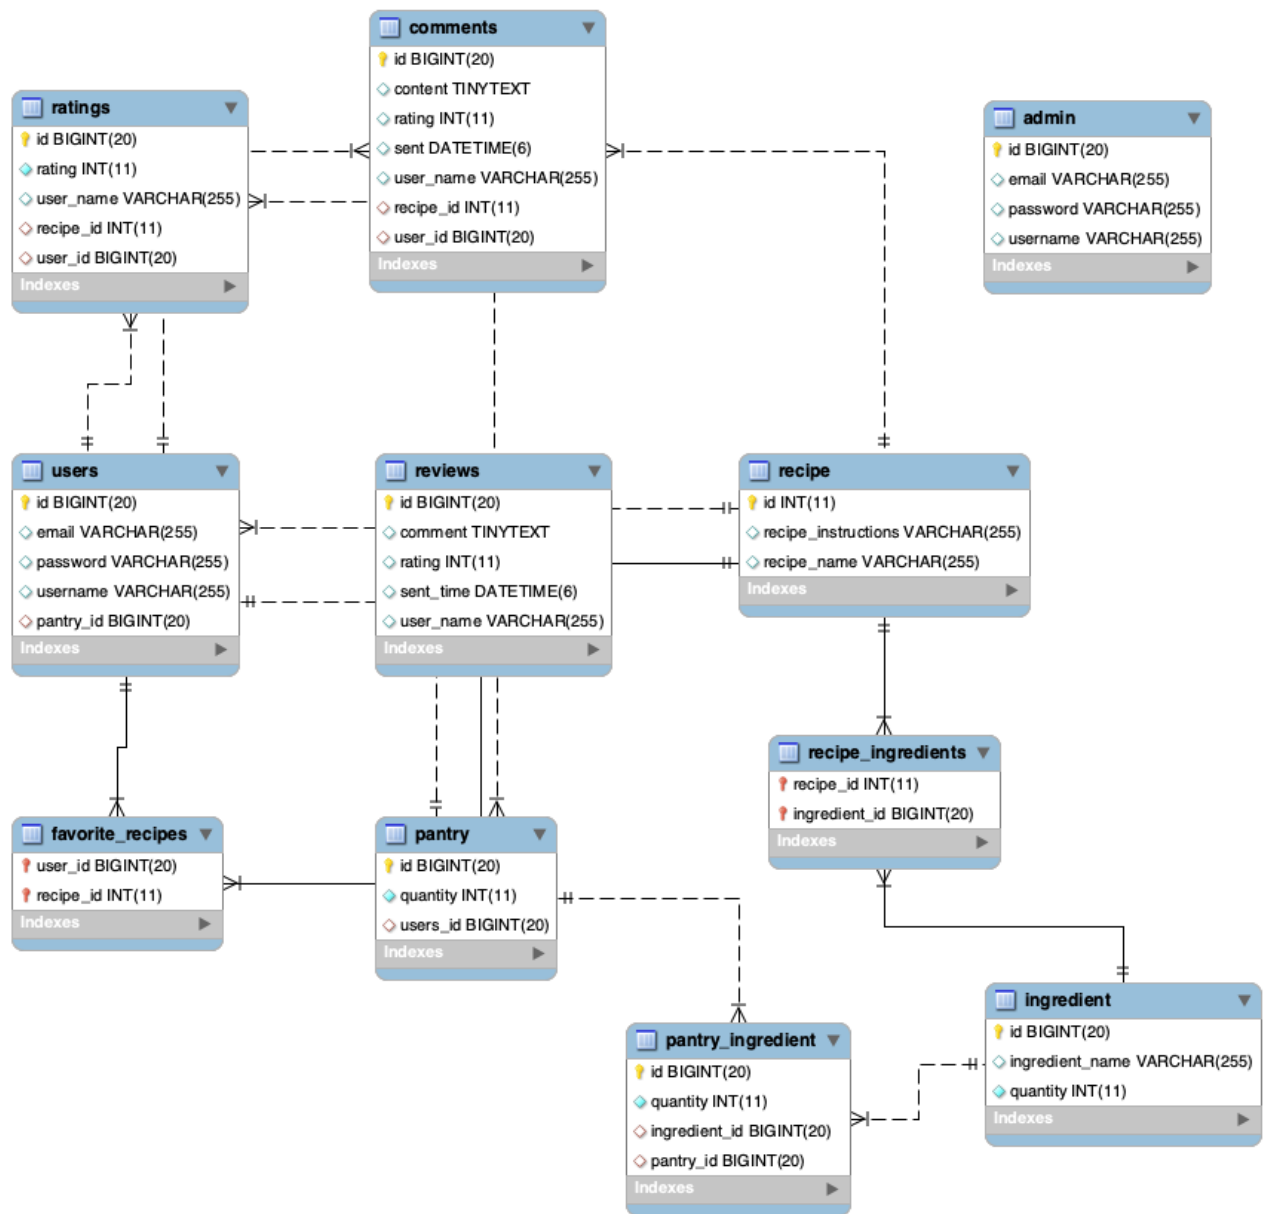 comments
id BIGINT(20)
content TINYTEXT
rating INT(11)
sent DATETIME(6)
user_name VARCHAR(255)
recipe_id INT(11)
user_id BIGINT(20)
Indexes
ratings
id BIGINT(20)
rating INT(11)
user_name VARCHAR(255)
recipe_id INT(11)
user_id BIGINT(20)
Indexes
admin
id BIGINT(20)
email VARCHAR(255)
password VARCHAR(255)
username VARCHAR(255)
Indexes
users
id BIGINT(20)
email VARCHAR(255)
password VARCHAR(255)
username VARCHAR(255)
pantry_id BIGINT(20)
Indexes
reviews
id BIGINT(20)
comment TINYTEXT
rating INT(11)
sent_time DATETIME(6)
user_name VARCHAR(255)
Indexes
recipe
id INT(11)
recipe_instructions VARCHAR(255)
recipe_name VARCHAR(255)
Indexes
recipe_ingredients
recipe_id INT(11)
ingredient_id BIGINT(20)
Indexes
favorite_recipes
user_id BIGINT(20)
recipe_id INT(11)
Indexes
pantry
id BIGINT(20)
quantity INT(11)
users_id BIGINT(20)
Indexes
ingredient
id BIGINT(20)
ingredient_name VARCHAR(255)
quantity INT(11)
Indexes
pantry_ingredient
id BIGINT(20)
quantity INT(11)
ingredient_id BIGINT(20)
pantry_id BIGINT(20)
Indexes